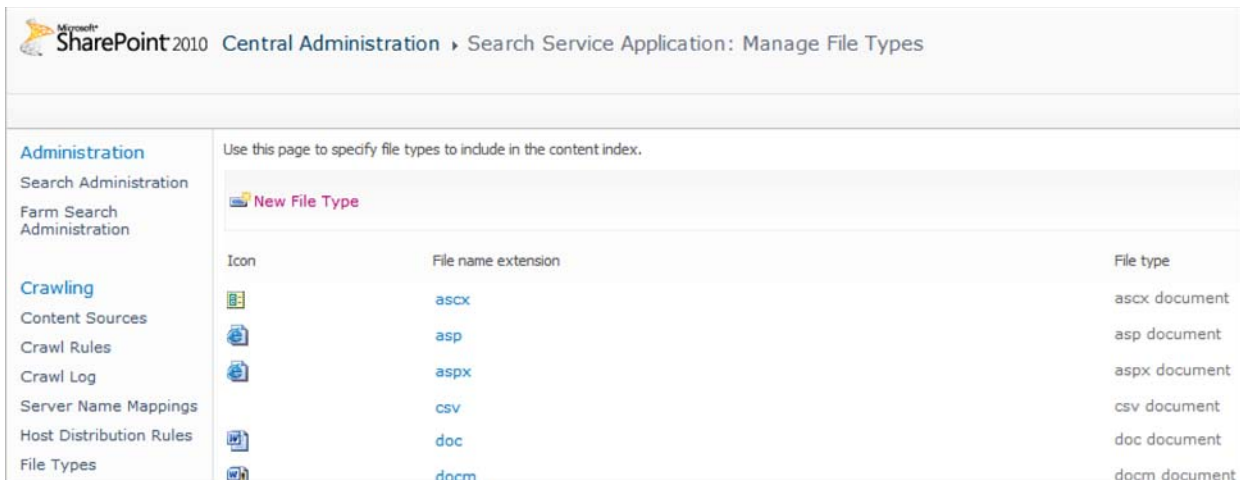 Microsoft
SharePoint 2010 Central Administration ▸ Search Service Application: Manage File Types
Administration
Search Administration
Farm Search
Administration
Crawling
Content Sources
Crawl Rules
Crawl Log
Server Name Mappings
Host Distribution Rules
File Types
Use this page to specify file types to include in the content index.
New File Type
Icon File name extension File type
ascx ascx document
asp asp document
aspx aspx document
csv csv document
doc doc document
docm docm document